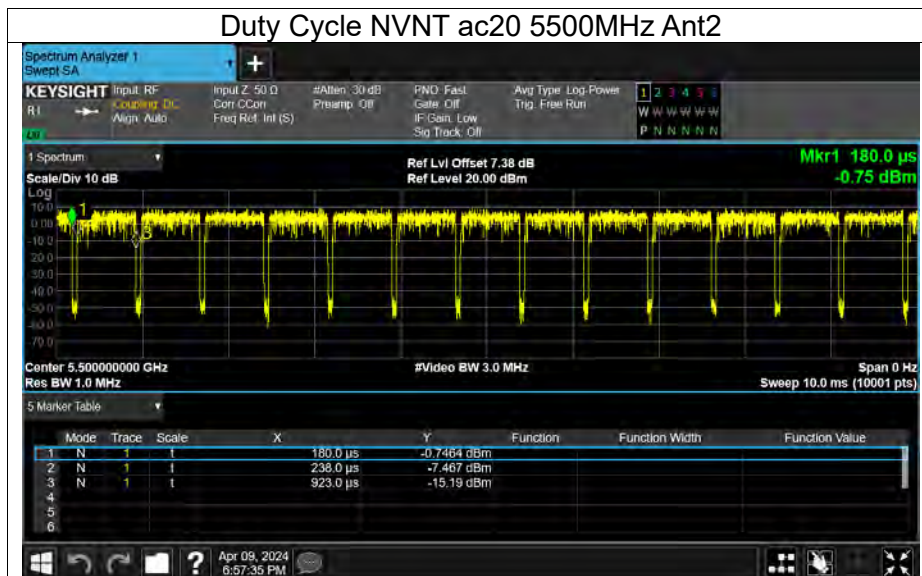 Duty Cycle NVNT ac20 5500MHz Ant2
Spectrum Analyzer 1
Swept SA
+
KEYSIGHT Input: RF Input Z: 50 Ω #Atten: 30 dB PNO: Fast Avg Type: Log-Power 1 2 3 4 5 6
Coupling: DC Corr CCorr Preamp: Off Gate: Off Trig: Free Run W W W W W W
Align: Auto Freq Ref: Int (S) IF Gain: Low P N N N N N
Sig Track: Off
1 Spectrum Ref Lvl Offset 7.38 dB Mkr1 180.0 µs
Scale/Div 10 dB Ref Level 20.00 dBm -0.75 dBm
Log
10.0
0.00
-10.0
-20.0
-30.0
-40.0
-50.0
-60.0
-70.0
1
3
Center 5.500000000 GHz #Video BW 3.0 MHz Span 0 Hz
Res BW 1.0 MHz Sweep 10.0 ms (10001 pts)
5 Marker Table
Mode Trace Scale X Y Function Function Width Function Value
1 N 1 t 180.0 µs -0.7464 dBm
2 N 1 t 238.0 µs -7.467 dBm
3 N 1 t 923.0 µs -15.19 dBm
4
5
6
? Apr 09, 2024
6:57:35 PM